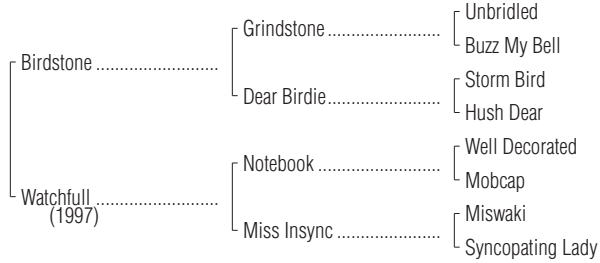 Unbridled
Grindstone ..........................
Buzz My Bell
Birdstone .............................
Storm Bird
Dear Birdie..........................
Hush Dear
Well Decorated
Notebook ............................
Mobcap
Watchfull .............................
(1997)
Miswaki
Miss Insync ........................
Syncopating Lady